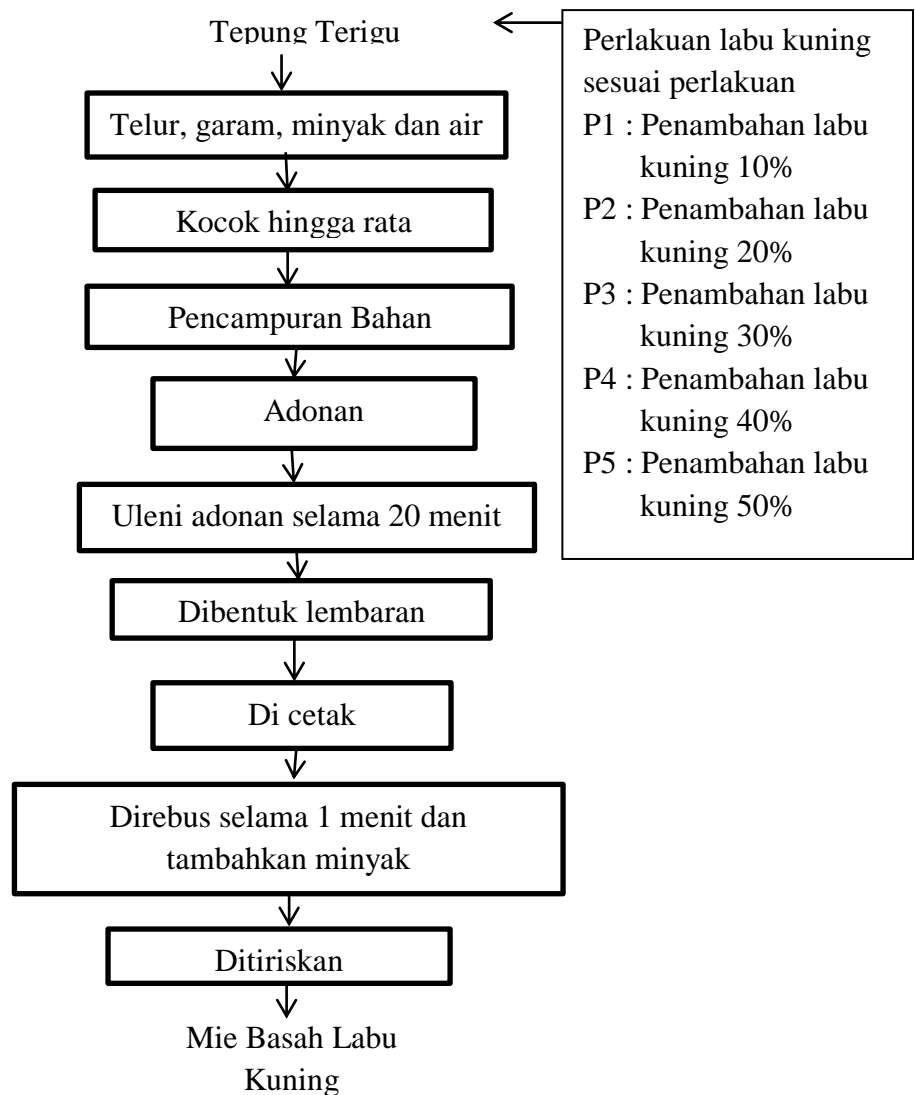 Tepung Terigu
Telur, garam, minyak dan air
Kocok hingga rata
Pencampuran Bahan
Adonan
Uleni adonan selama 20 menit
Dibentuk lembaran
Di cetak
Direbus selama 1 menit dan
tambahkan minyak
Ditiriskan
Mie Basah Labu
Kuning
Perlakuan labu kuning
sesuai perlakuan
P1 : Penambahan labu
kuning 10%
P2 : Penambahan labu
kuning 20%
P3 : Penambahan labu
kuning 30%
P4 : Penambahan labu
kuning 40%
P5 : Penambahan labu
kuning 50%